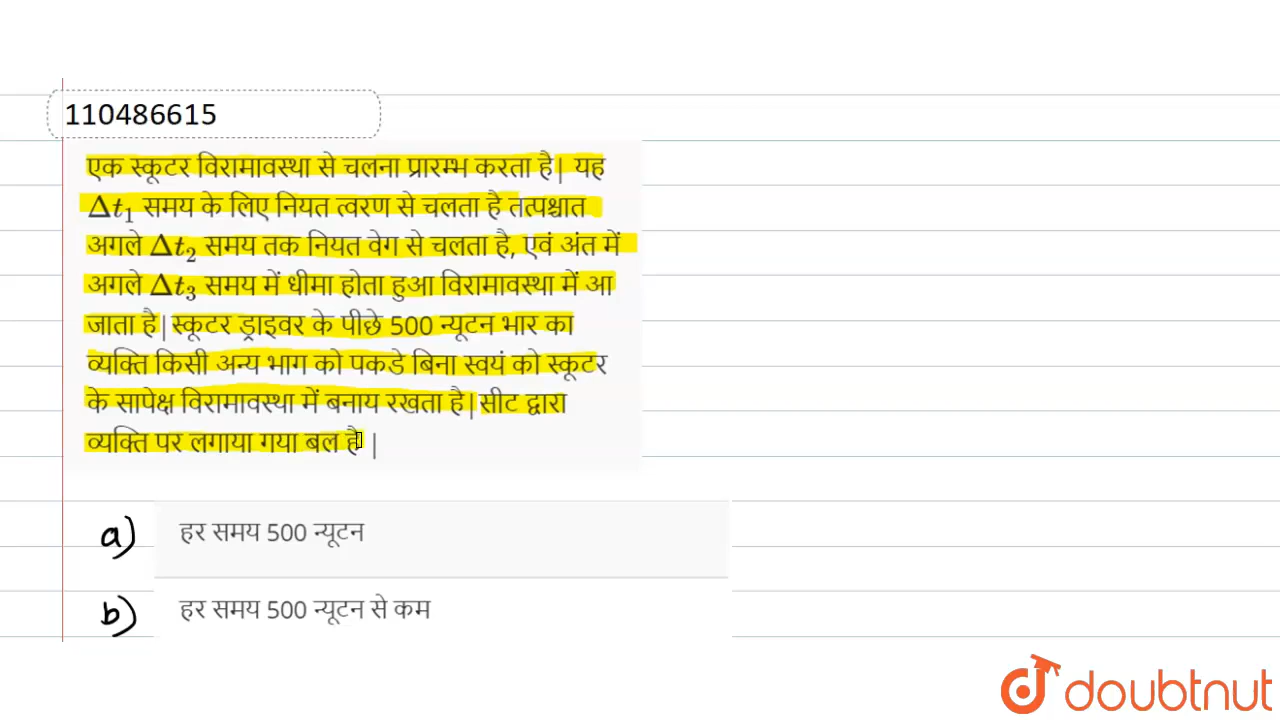 110486615
एक स्कूटर विरामावस्था से चलना प्रारम्भ करता है| यह
Δt₁ समय के लिए नियत त्वरण से चलता है तत्पश्चात
अगले Δt₂ समय तक नियत वेग से चलता है, एवं अंत में
अगले Δt₃ समय में धीमा होता हुआ विरामावस्था में आ
जाता है| स्कूटर ड्राइवर के पीछे 500 न्यूटन भार का
व्यक्ति किसी अन्य भाग को पकडे बिना स्वयं को स्कूटर
के सापेक्ष विरामावस्था में बनाय रखता है| सीट द्वारा
व्यक्ति पर लगाया गया बल है |
a) हर समय 500 न्यूटन
b) हर समय 500 न्यूटन से कम
doubtnut